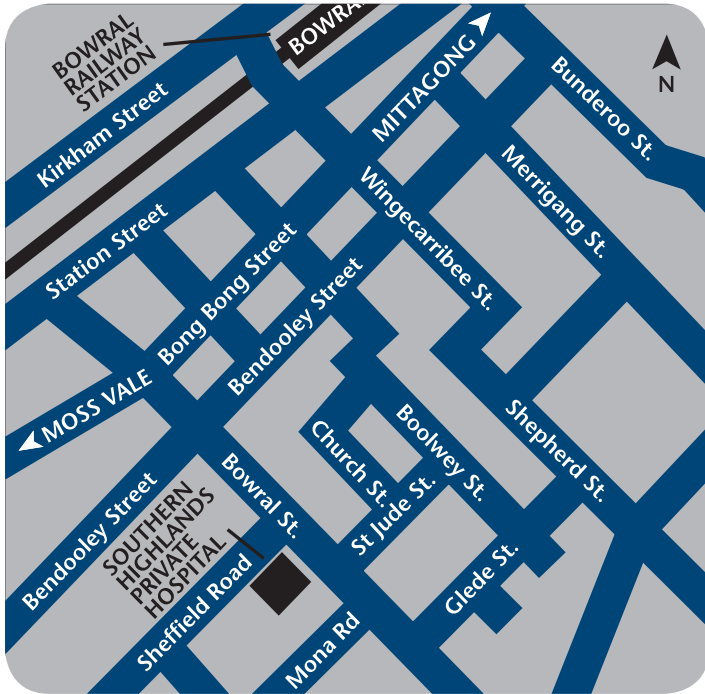 BOWRAL
RAILWAY
STATION
BOWRA
MITTAGONG
N
Bunderoo St.
Kirkham Street
Merrigang St.
Wingecarribee St.
Station Street
Bong Bong Street
Bendooley Street
MOSS VALE
Shepherd St.
Boolwey St.
Church St.
Bowral St.
St Jude St.
Bendooley Street
SOUTHERN
HIGHLANDS
PRIVATE
HOSPITAL
Glede St.
Sheffield Road
Mona Rd